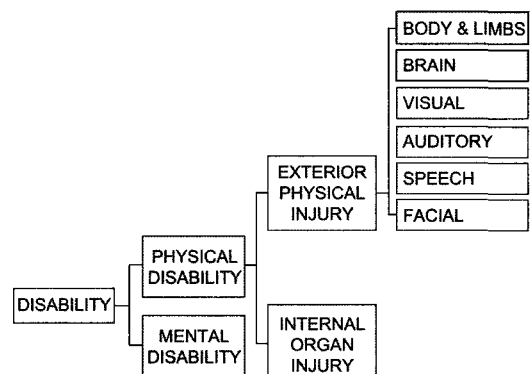 BODY & LIMBS
BRAIN
VISUAL
AUDITORY
SPEECH
FACIAL
EXTERIOR
PHYSICAL
INJURY
PHYSICAL
DISABILITY
DISABILITY
MENTAL
DISABILITY
INTERNAL
ORGAN
INJURY